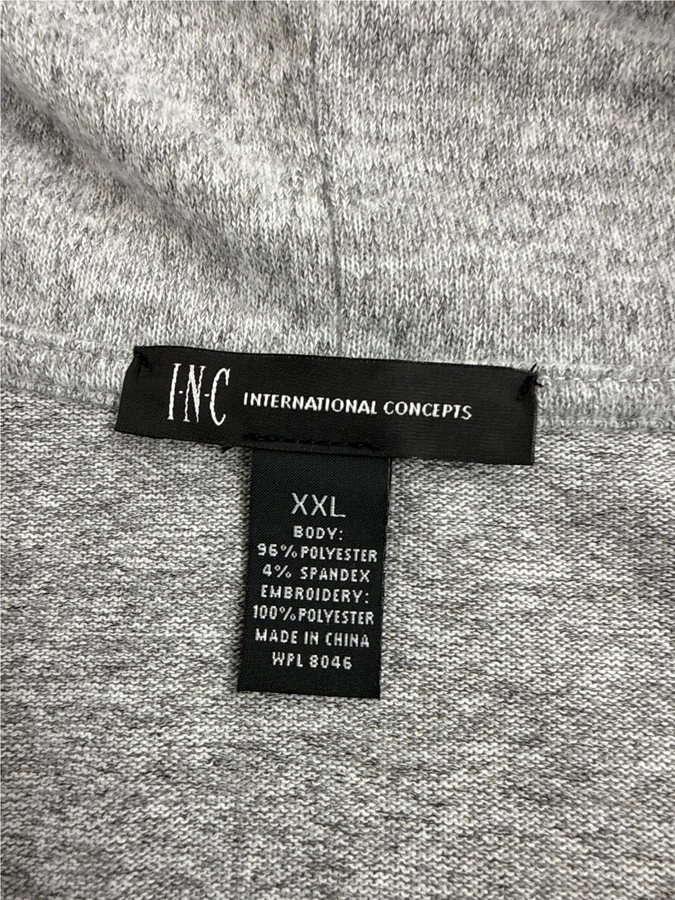 I·N·C INTERNATIONAL CONCEPTS
XXL
BODY:
96% POLYESTER
4% SPANDEX
EMBROIDERY:
100% POLYESTER
MADE IN CHINA
WPL 8046